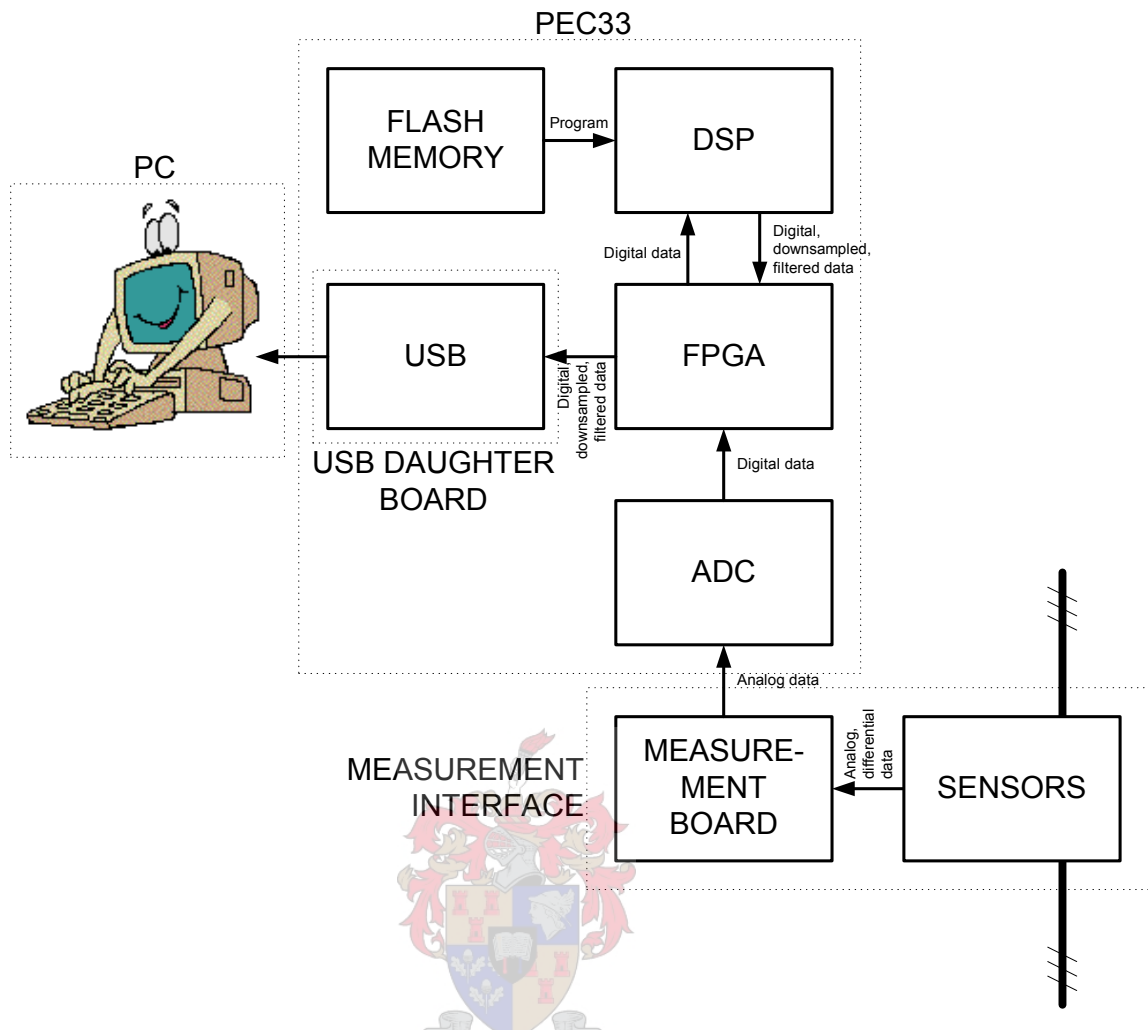 PEC33
FLASH
MEMORY
Program
DSP
PC
Digital data
Digital,
downsampled,
filtered data
USB
Digital,
downsampled,
filtered data
FPGA
USB DAUGHTER
BOARD
Digital data
ADC
Analog data
MEASUREMENT
INTERFACE
MEASURE-
MENT
BOARD
Analog,
differential
data
SENSORS